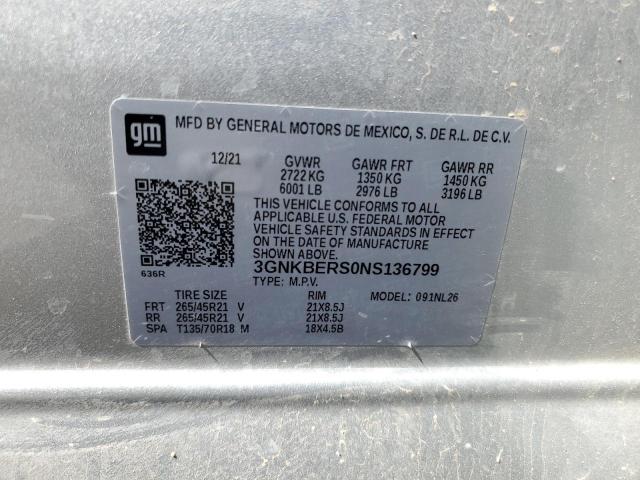 gm
MFD BY GENERAL MOTORS DE MEXICO, S. DE R.L. DE C.V.
12/21 GVWR GAWR FRT GAWR RR
2722 KG 1350 KG 1450 KG
6001 LB 2976 LB 3196 LB
THIS VEHICLE CONFORMS TO ALL
APPLICABLE U.S. FEDERAL MOTOR
VEHICLE SAFETY STANDARDS IN EFFECT
ON THE DATE OF MANUFACTURE
3GNKBERS0NS136799
636R
TYPE: M.P.V.
TIRE SIZE RIM MODEL: 091NL26
FRT 265/45R21 V 21X8.5J
RR 265/45R21 V 21X8.5J
SPA T135/70R18 M 18X4.5B